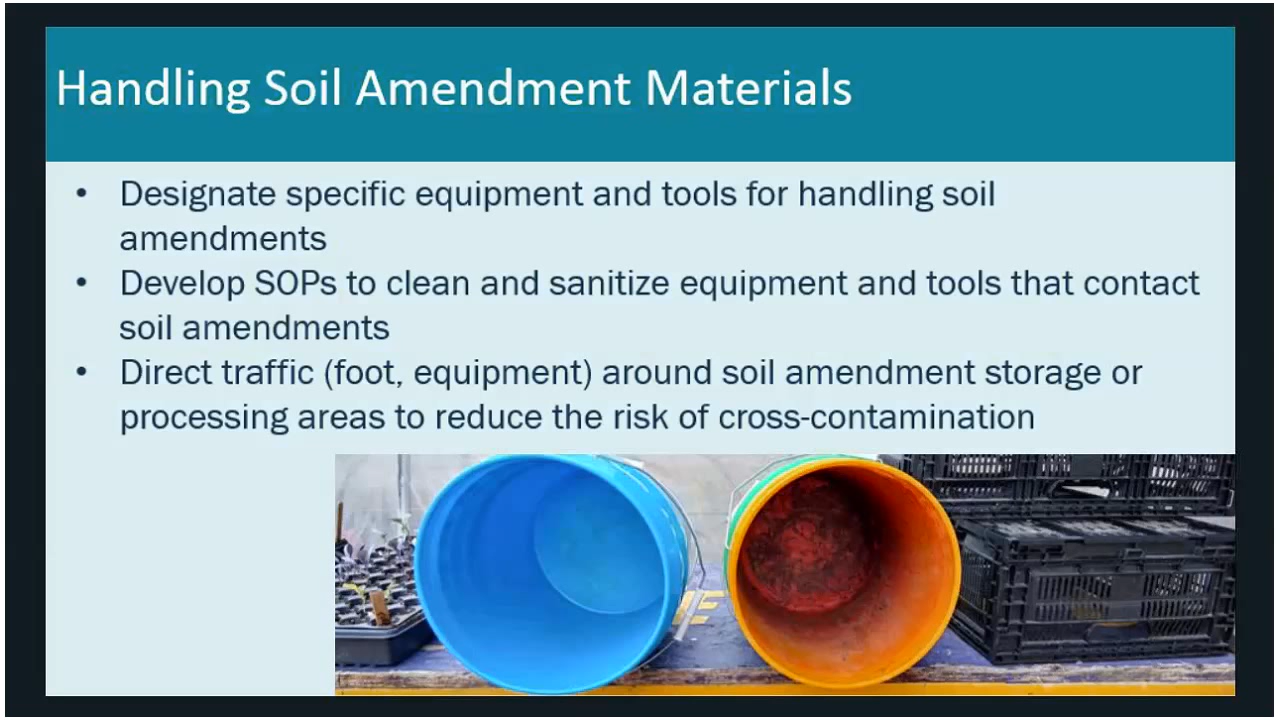 Handling Soil Amendment Materials
• Designate specific equipment and tools for handling soil
amendments
• Develop SOPs to clean and sanitize equipment and tools that contact
soil amendments
• Direct traffic (foot, equipment) around soil amendment storage or
processing areas to reduce the risk of cross-contamination